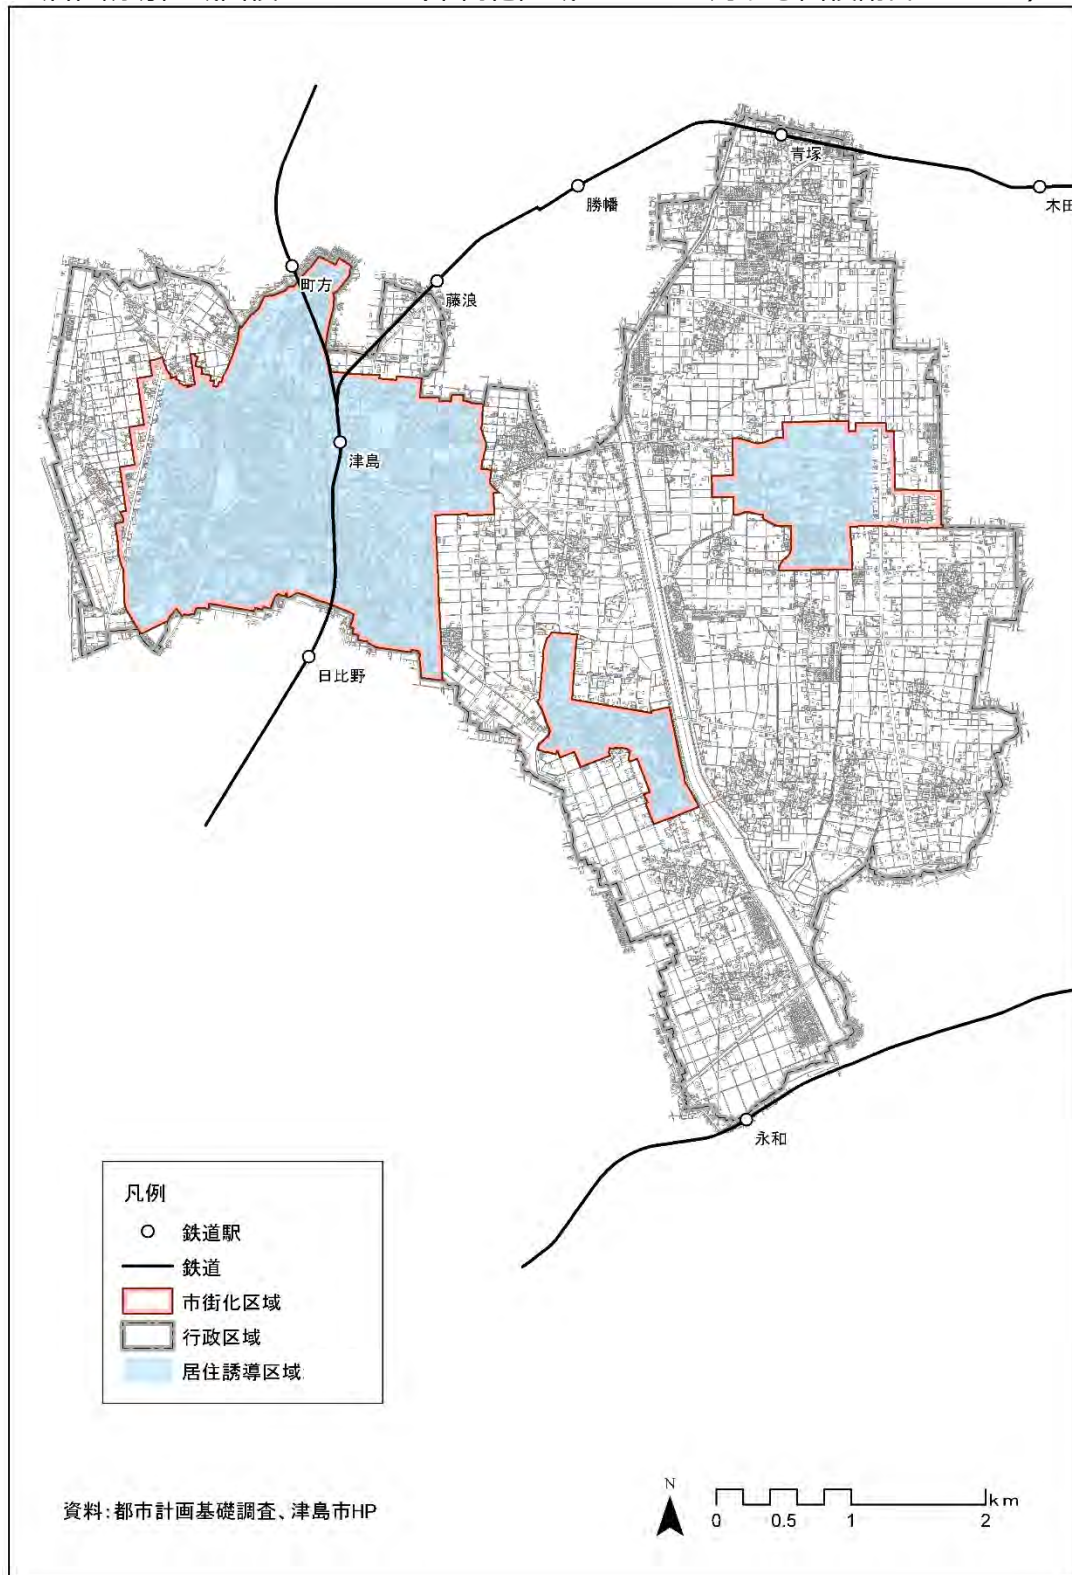 青塚
勝幡
木田
町方
藤浪
津島
日比野
永和
凡例
鉄道駅
鉄道
市街化区域
行政区域
居住誘導区域
資料:都市計画基礎調査、津島市HP
N
km
0 0.5 1 2